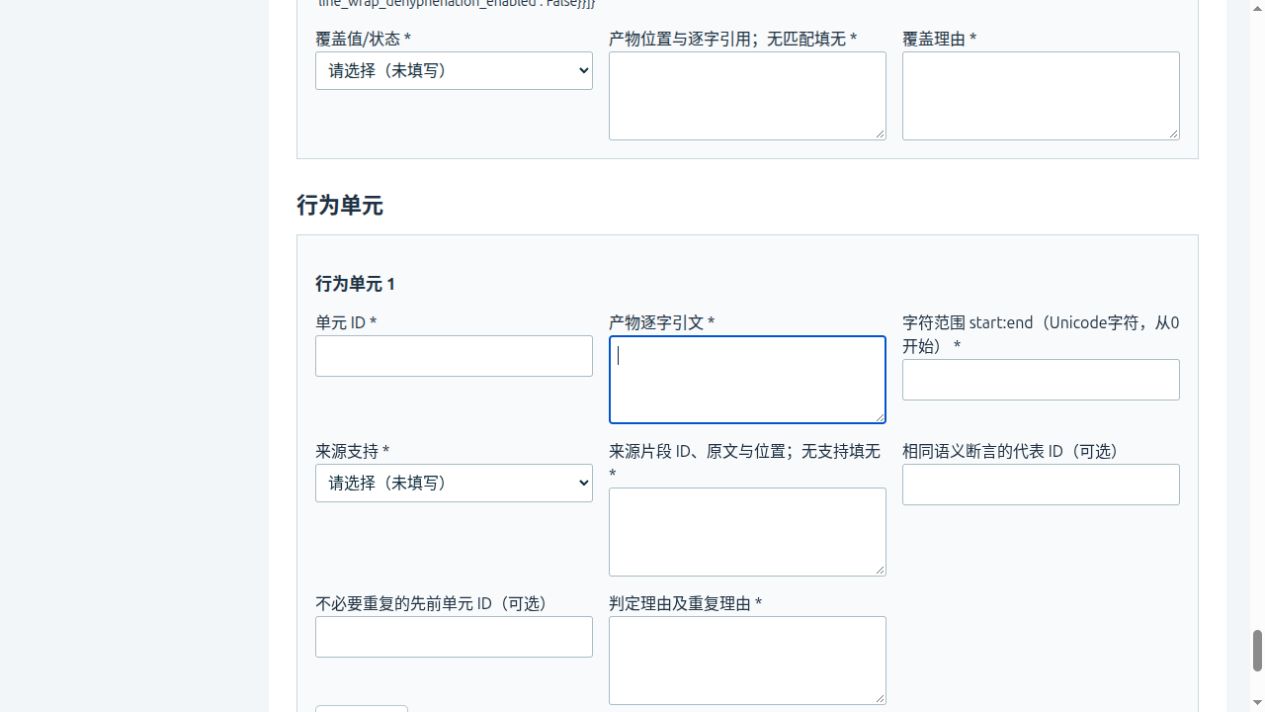 'line_wrap_dehyphenation_enabled': False}}]}
覆盖值/状态 *
产物位置与逐字引用；无匹配填无 *
覆盖理由 *
请选择（未填写）
行为单元
行为单元 1
单元 ID *
产物逐字引文 *
字符范围 start:end（Unicode字符，从0
开始） *
来源支持 *
来源片段 ID、原文与位置；无支持填无
*
相同语义断言的代表 ID（可选）
请选择（未填写）
不必要重复的先前单元 ID（可选）
判定理由及重复理由 *